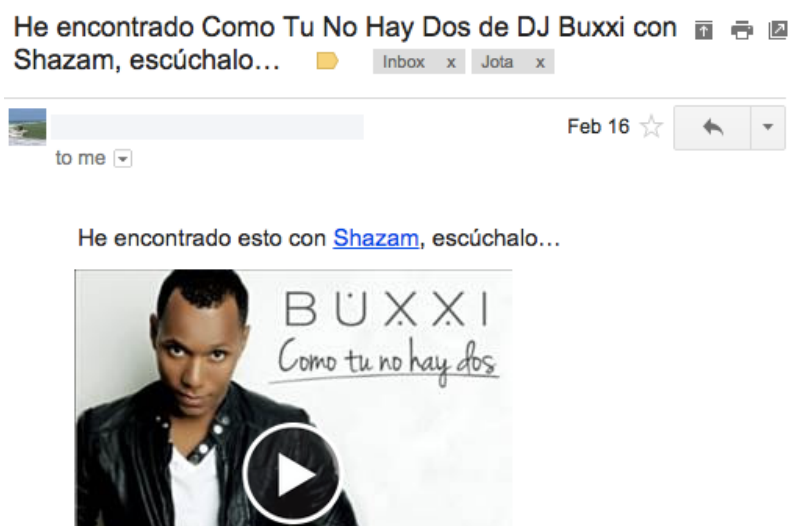 He encontrado Como Tu No Hay Dos de DJ Buxxi con
Shazam, escúchalo…
Inbox x
Jota x
Feb 16
to me
He encontrado esto con Shazam, escúchalo…
BUXXI
Como tu no hay dos